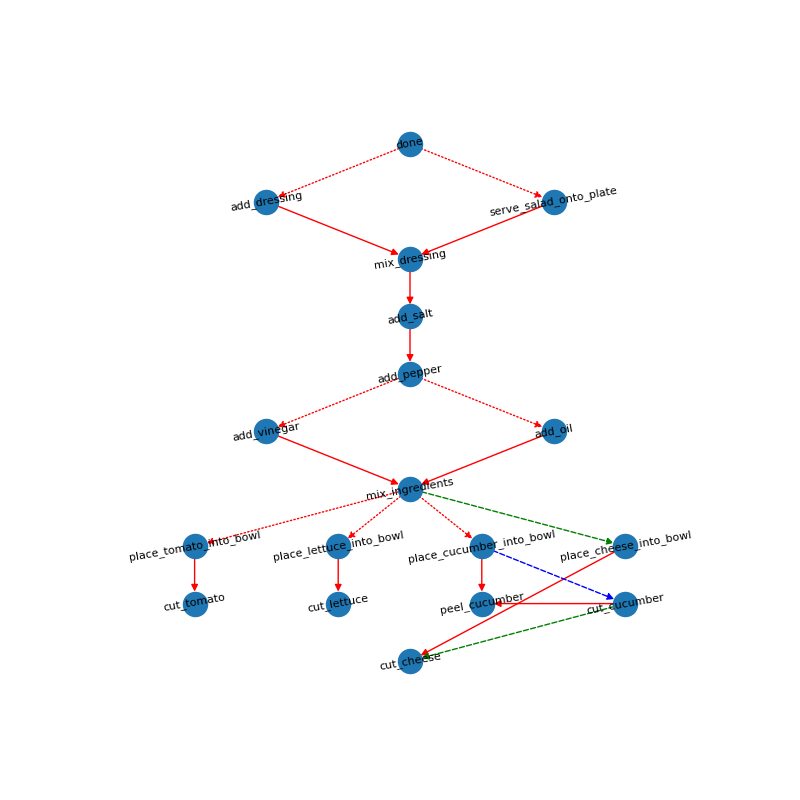 done
add_dressing
serve_salad_onto_plate
mix_dressing
add_salt
add_pepper
add_vinegar
add_oil
mix_ingredients
place_tomato_into_bowl
place_lettuce_into_bowl
place_cucumber_into_bowl
place_cheese_into_bowl
cut_tomato
cut_lettuce
peel_cucumber
cut_cucumber
cut_cheese